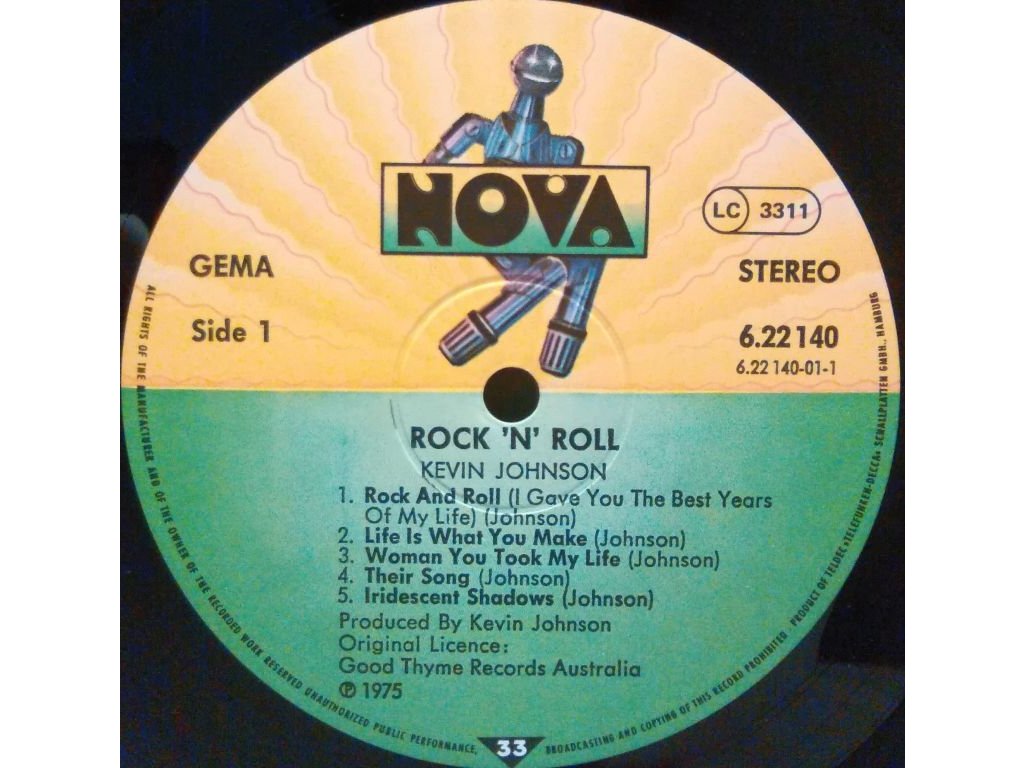 NOVA
LC 3311
GEMA
STEREO
Side 1
6.22 140
6.22 140-01-1
ROCK 'N' ROLL
KEVIN JOHNSON
1. Rock And Roll (I Gave You The Best Years
Of My Life) (Johnson)
2. Life Is What You Make (Johnson)
3. Woman You Took My Life (Johnson)
4. Their Song (Johnson)
5. Iridescent Shadows (Johnson)
Produced By Kevin Johnson
Original Licence:
Good Thyme Records Australia
℗ 1975
ALL RIGHTS OF THE MANUFACTURER AND OF THE OWNER OF THE RECORDED WORK RESERVED UNAUTHORIZED PUBLIC PERFORMANCE,
33
BROADCASTING AND COPYING OF THIS RECORD PROHIBITED · PRODUCT OF TELDEC »TELEFUNKEN-DECCA« SCHALLPLATTEN GMBH., HAMBURG